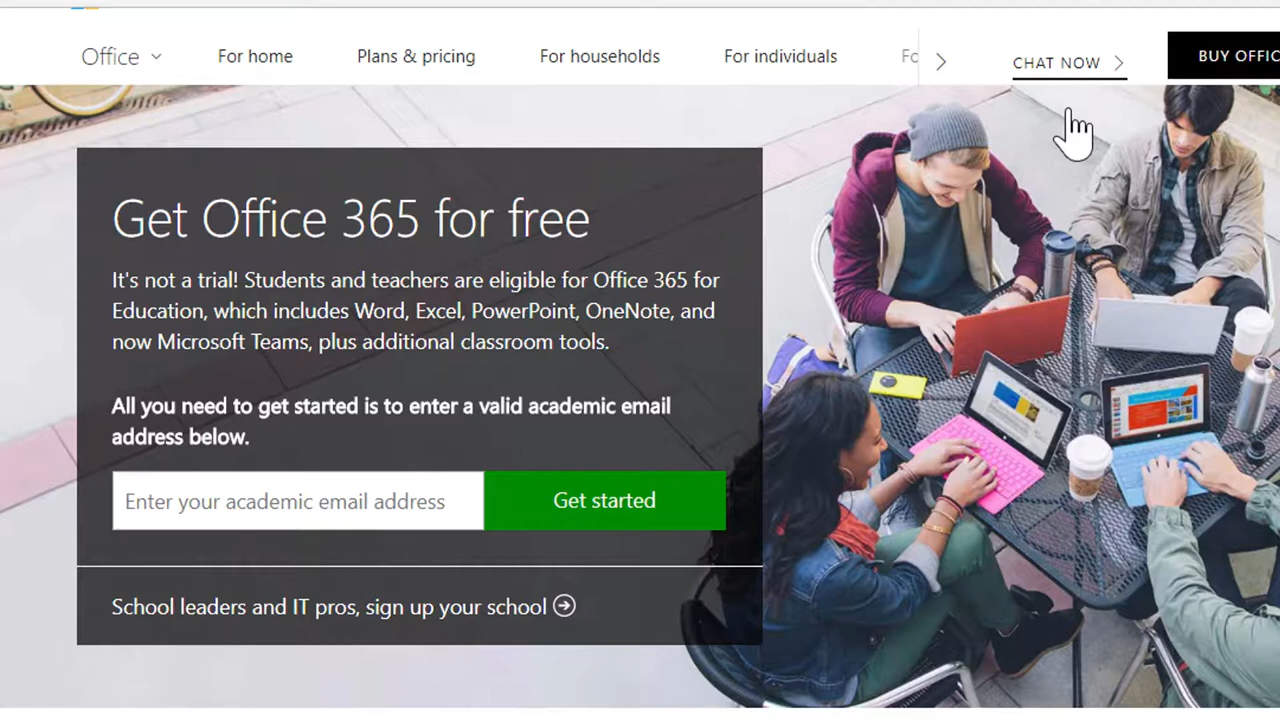 Office
For home
Plans & pricing
For households
For individuals
CHAT NOW
BUY
Get Office 365 for free
It's not a trial! Students and teachers are eligible for Office 365 for
Education, which includes Word, Excel, PowerPoint, OneNote, and
now Microsoft Teams, plus additional classroom tools.
All you need to get started is to enter a valid academic email
address below.
Enter your academic email address
Get started
School leaders and IT pros, sign up your school